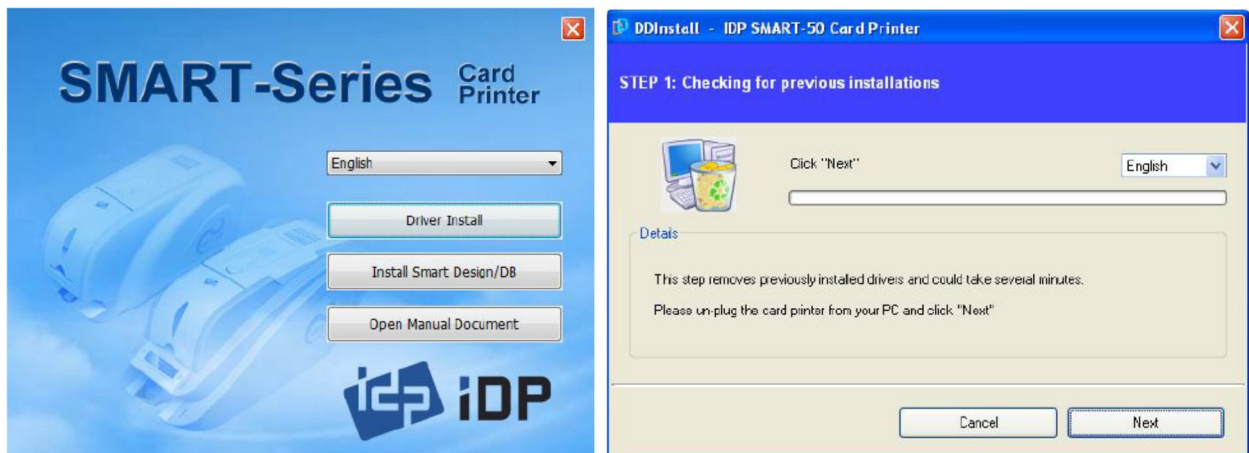 SMART-Series Card Printer
English
Driver Install
Install Smart Design/DB
Open Manual Document
idp iDP
DDInstall - IDP SMART-50 Card Printer
STEP 1: Checking for previous installations
Click "Next"
English
Details
This step removes previously installed drivers and could take several minutes.
Please un-plug the card printer from your PC and click "Next"
Cancel
Next